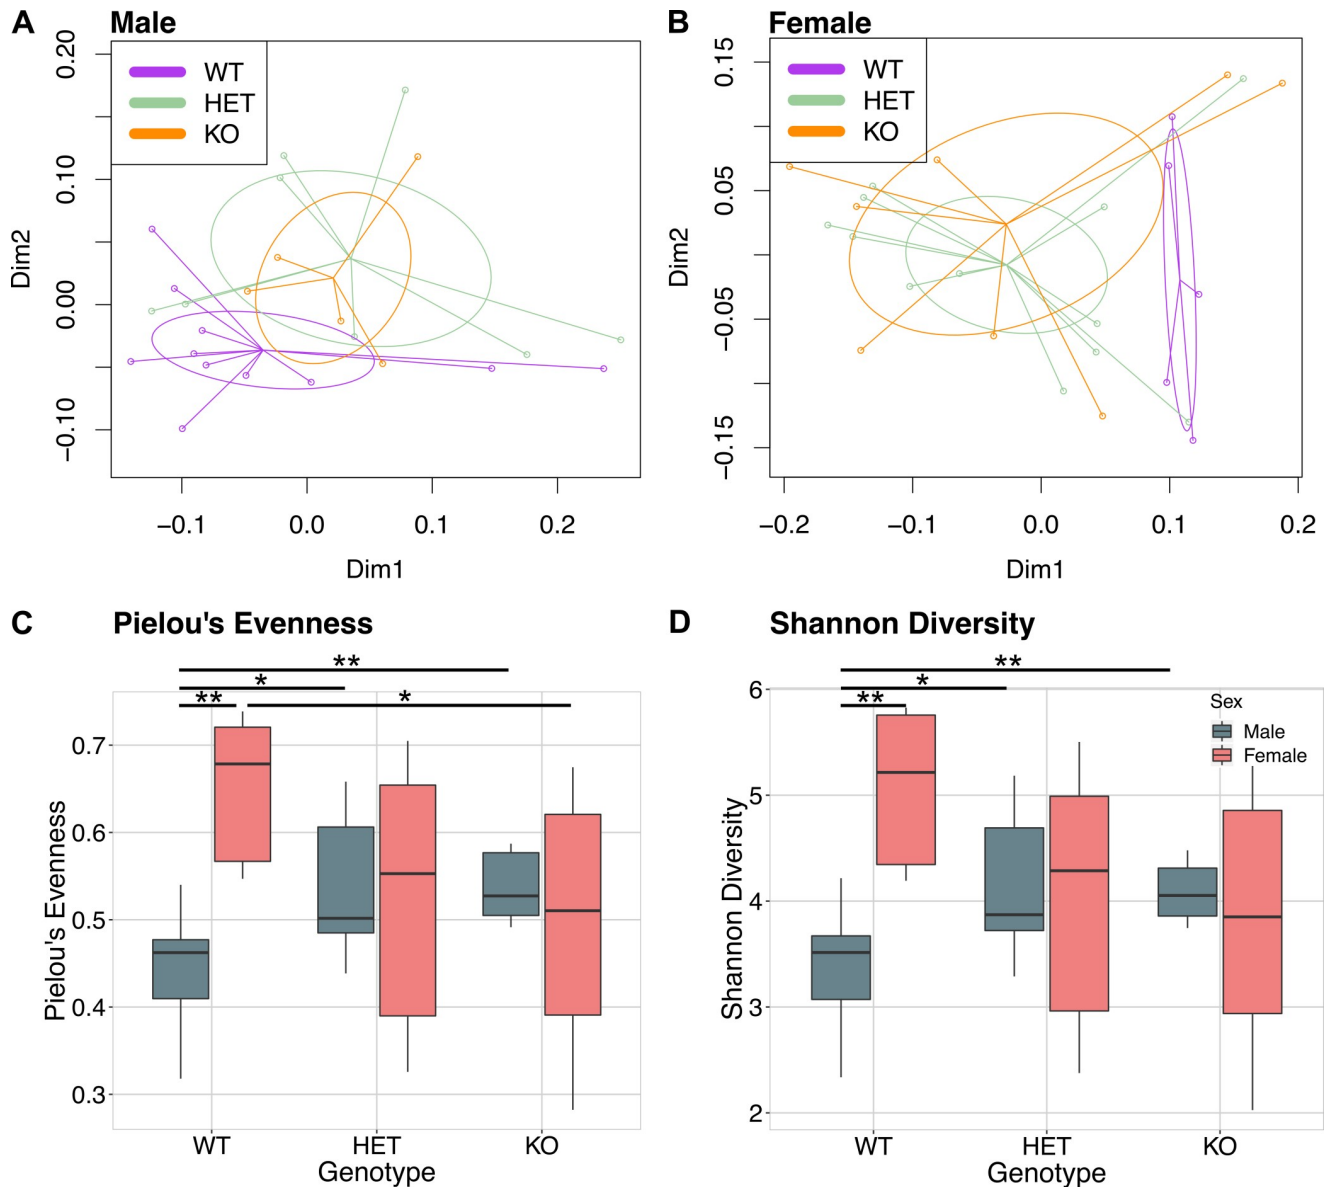 A Male
WT
HET
KO
0.20
0.10
0.00
−0.10
Dim2
−0.1 0.0 0.1 0.2
Dim1
B Female
WT
HET
KO
0.15
0.05
−0.05
−0.15
Dim2
−0.2 −0.1 0.0 0.1 0.2
Dim1
C Pielou's Evenness
**
*
** *
0.7
0.6
0.5
0.4
0.3
Pielou's Evenness
WT HET KO
Genotype
D Shannon Diversity
**
*
**
Sex
Male
Female
6
5
4
3
2
Shannon Diversity
WT HET KO
Genotype